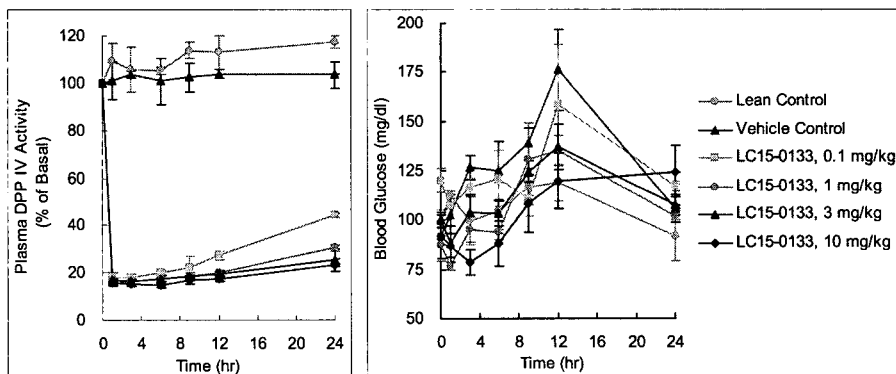 120
100
80
60
40
20
0
Plasma DPP IV Activity
(% of Basal)
0 4 8 12 16 20 24
Time (hr)
200
175
150
125
100
75
50
Blood Glucose (mg/dl)
0 4 8 12 16 20 24
Time (hr)
Lean Control
Vehicle Control
LC15-0133, 0.1 mg/kg
LC15-0133, 1 mg/kg
LC15-0133, 3 mg/kg
LC15-0133, 10 mg/kg